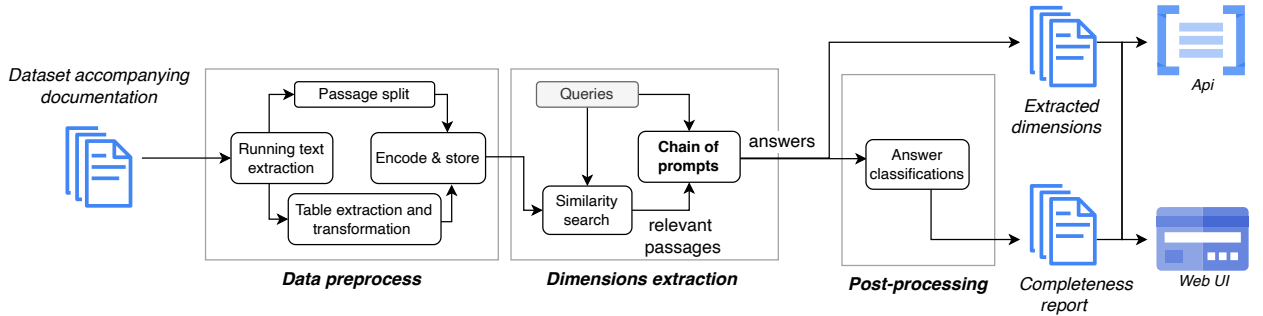 Dataset accompanying
documentation
Passage split
Running text
extraction
Encode & store
Table extraction and
transformation
Data preprocess
Queries
Chain of
prompts
Similarity
search
relevant
passages
Dimensions extraction
answers
Answer
classifications
Post-processing
Extracted
dimensions
Completeness
report
Api
Web UI